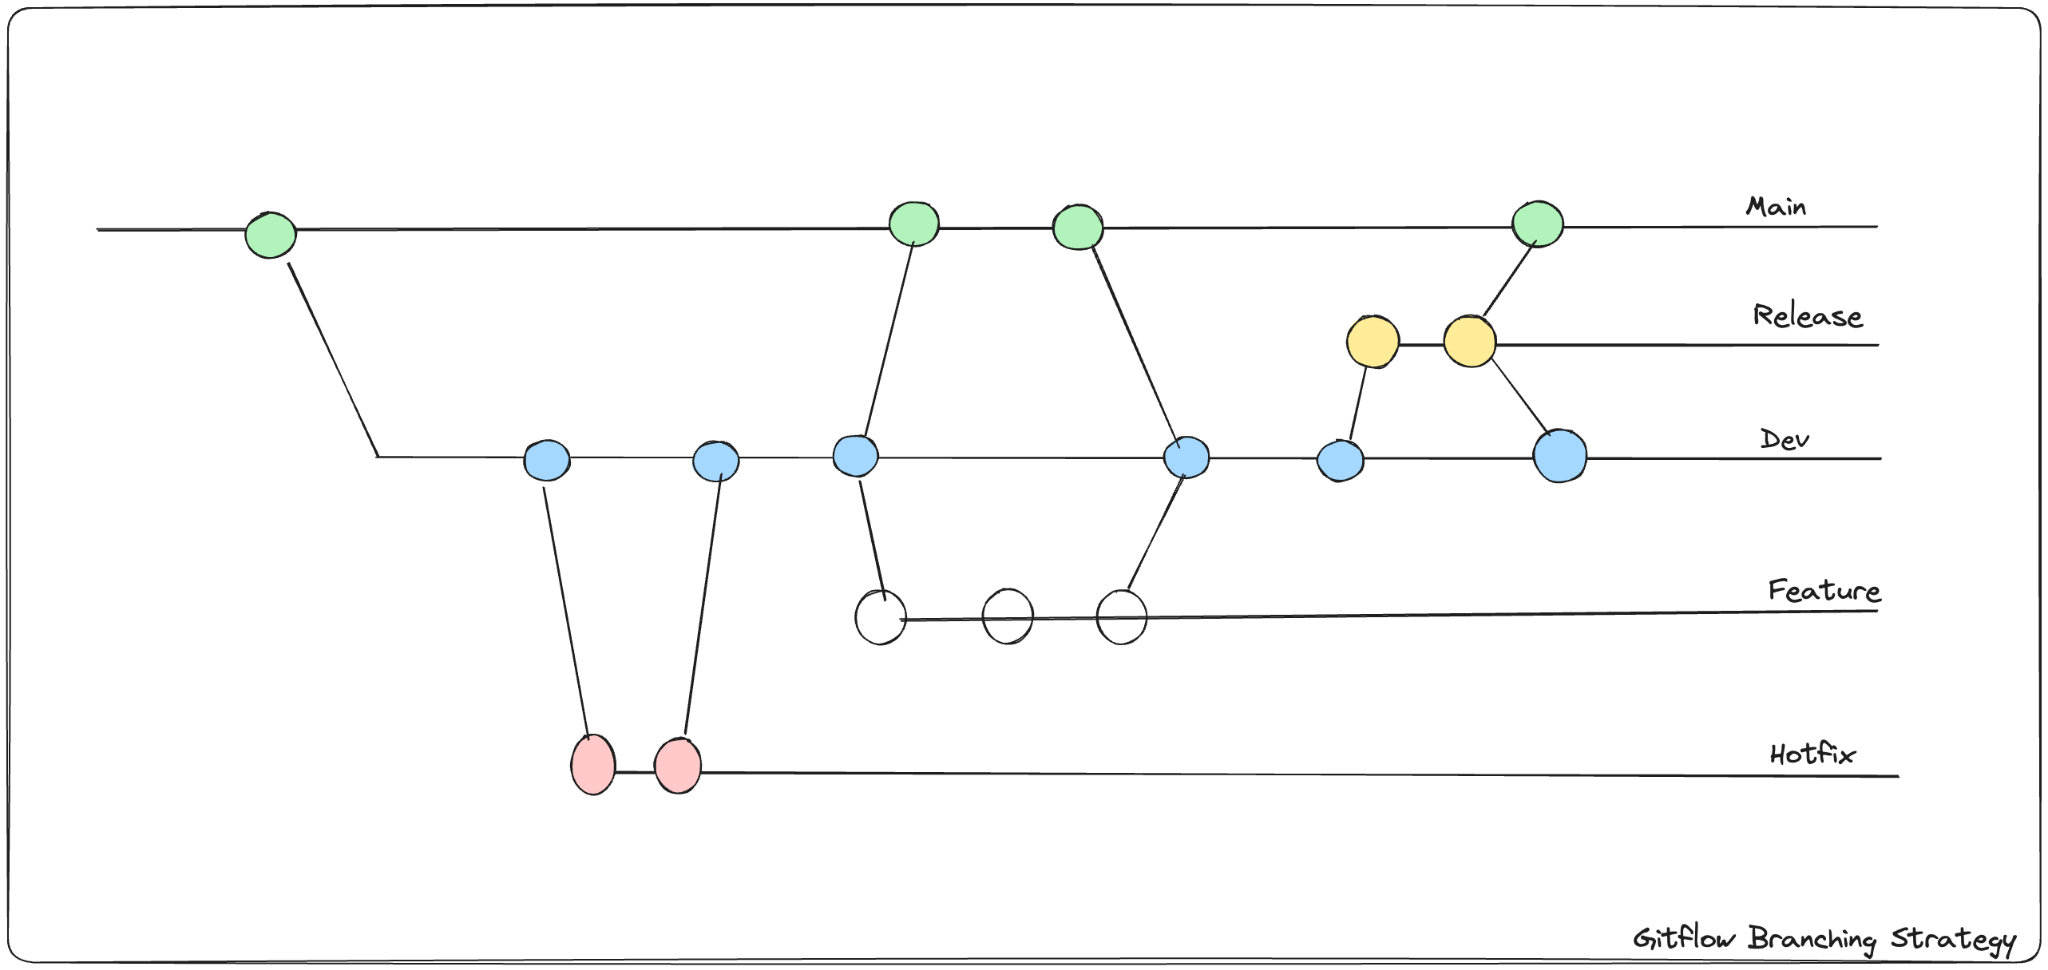 Main
Release
Dev
Feature
Hotfix
Gitflow Branching Strategy